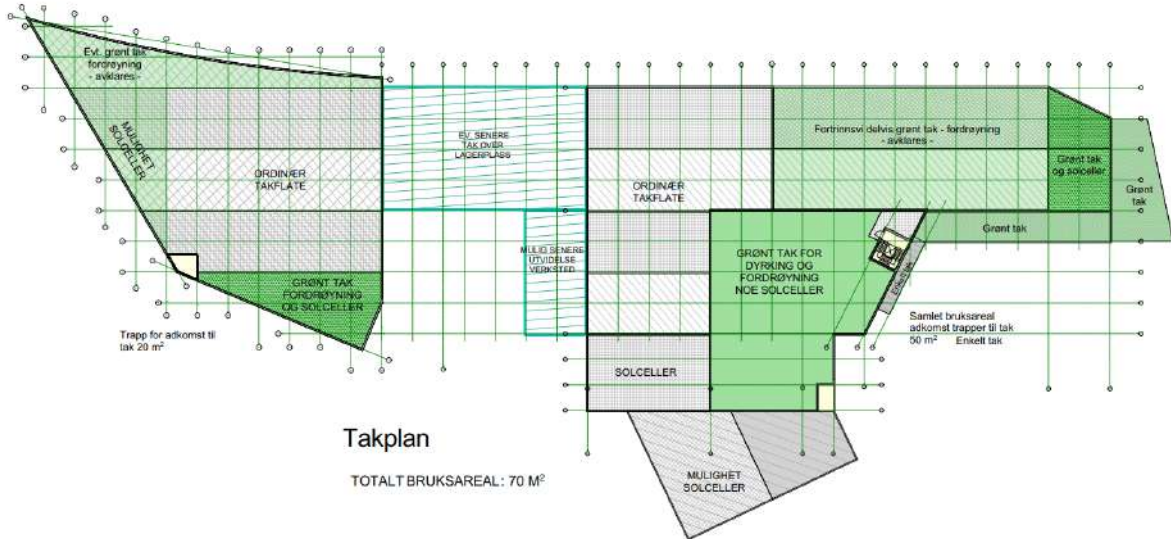 Evt. grønt tak
fordrøyning
- avklares -
MULIGHET
SOLCELLER
ORDINÆR
TAKFLATE
GRØNT TAK
FORDRØYNING
OG SOLCELLER
Trapp for adkomst til
tak 20 m²
EV. SENERE
TAK OVER
LAGERPLASS
MULIG SENERE
UTVIDELSE
VERKSTED
ORDINÆR
TAKFLATE
Fortrinnsvi delvis grønt tak - fordrøyning
- avklares -
Grønt tak
og solceller
Grønt
tak
Grønt tak
GRØNT TAK FOR
DYRKING OG
FORDRØYNING
NOE SOLCELLER
Enkelt tak
Samlet bruksareal
adkomst trapper til tak
50 m²
Enkelt tak
SOLCELLER
MULIGHET
SOLCELLER
Takplan
TOTALT BRUKSAREAL: 70 M²